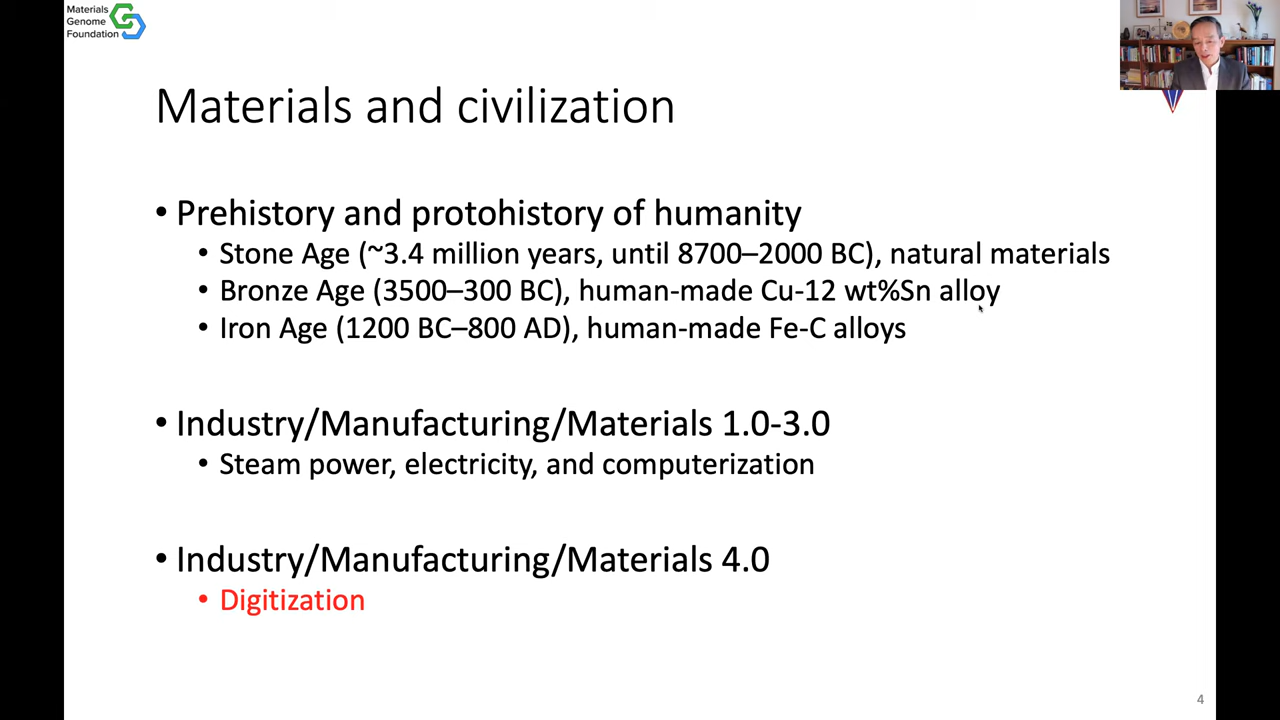 Materials
Genome
Foundation
Materials and civilization
• Prehistory and protohistory of humanity
• Stone Age (~3.4 million years, until 8700–2000 BC), natural materials
• Bronze Age (3500–300 BC), human-made Cu-12 wt%Sn alloy
• Iron Age (1200 BC–800 AD), human-made Fe-C alloys
• Industry/Manufacturing/Materials 1.0-3.0
• Steam power, electricity, and computerization
• Industry/Manufacturing/Materials 4.0
• Digitization
4